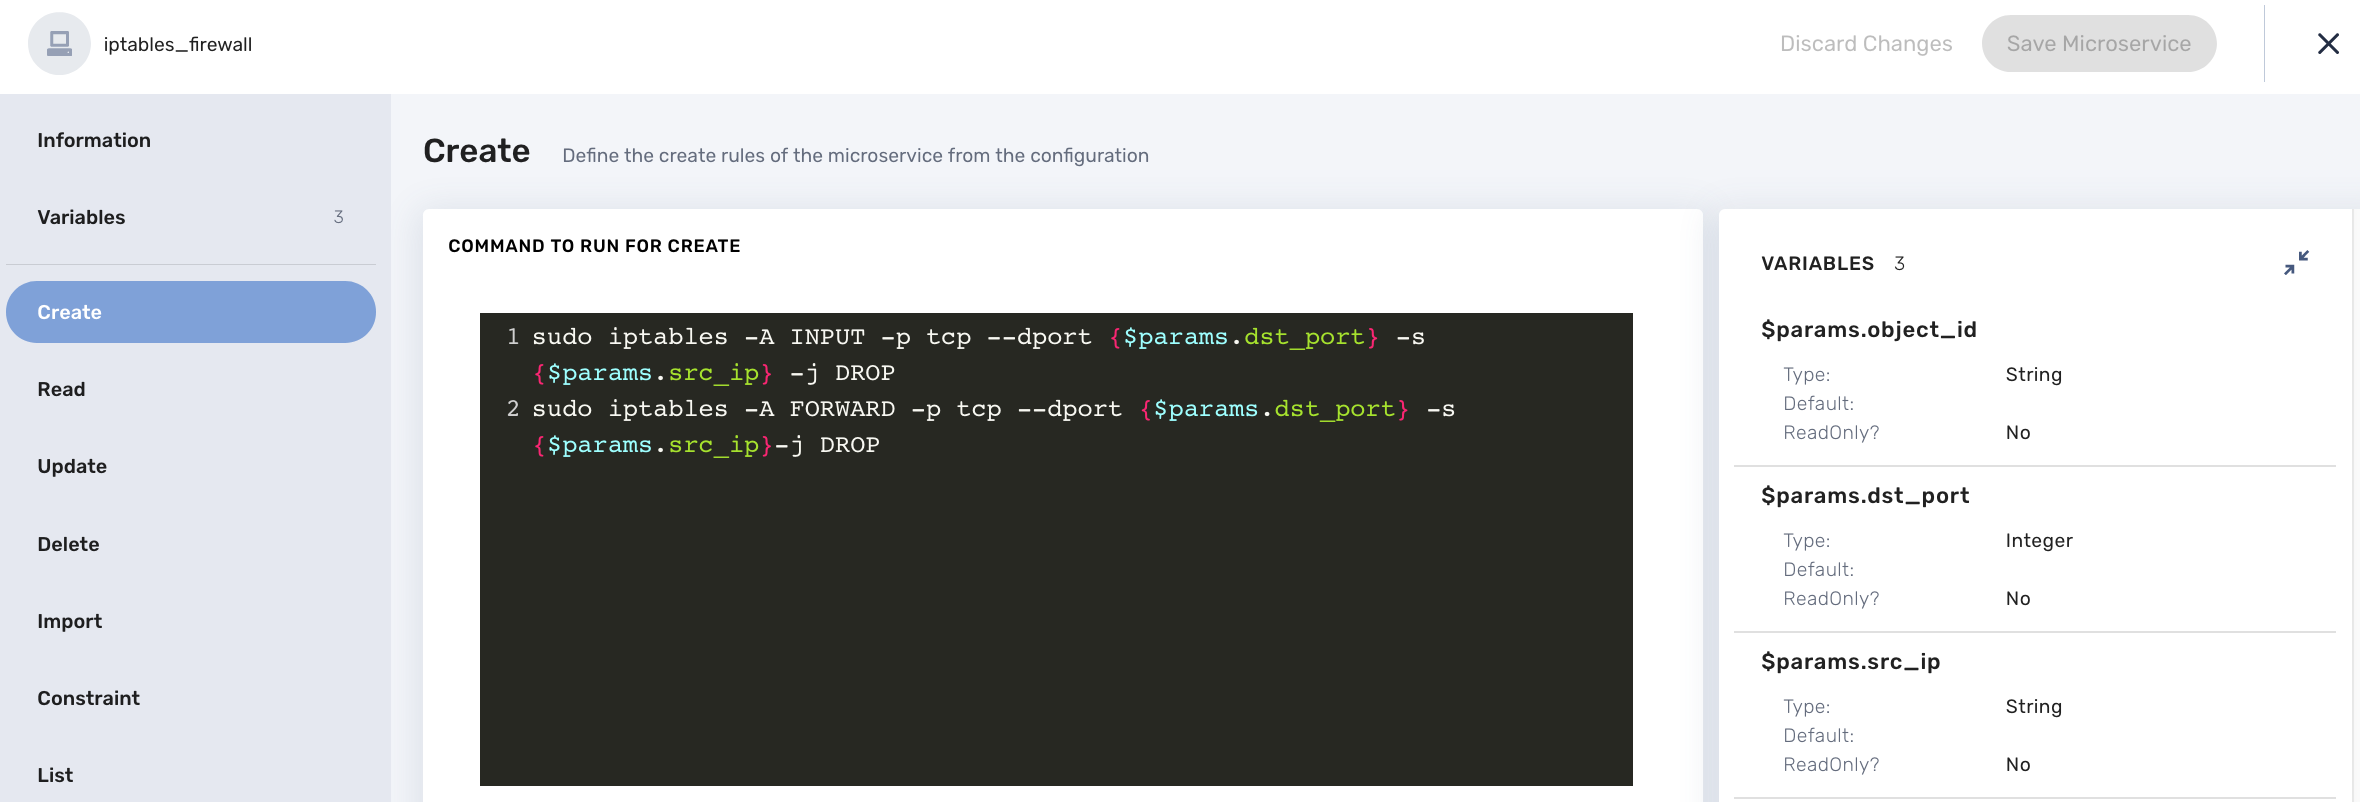 iptables_firewall
Discard Changes
Save Microservice
Information
Variables 3
Create
Read
Update
Delete
Import
Constraint
List
Create
Define the create rules of the microservice from the configuration
COMMAND TO RUN FOR CREATE
1 sudo iptables -A INPUT -p tcp --dport {$params.dst_port} -s
{$params.src_ip} -j DROP
2 sudo iptables -A FORWARD -p tcp --dport {$params.dst_port} -s
{$params.src_ip}-j DROP
VARIABLES 3
$params.object_id
Type: String
Default:
ReadOnly? No
$params.dst_port
Type: Integer
Default:
ReadOnly? No
$params.src_ip
Type: String
Default:
ReadOnly? No